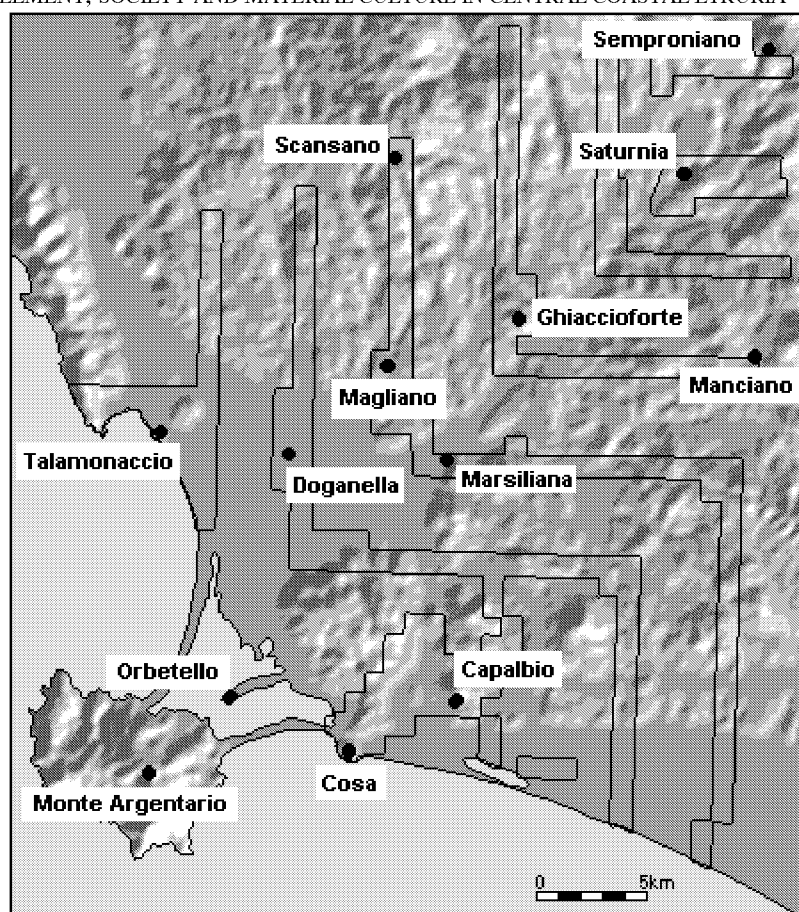 SOCIETY AND MATERIAL CULTURE IN CENTRAL COASTAL ETRURIA
Semproniano
Scansano
Saturnia
Ghiaccioforte
Magliano
Manciano
Talamonaccio
Doganella
Marsiliana
Orbetello
Capalbio
Cosa
Monte Argentario
0 5km